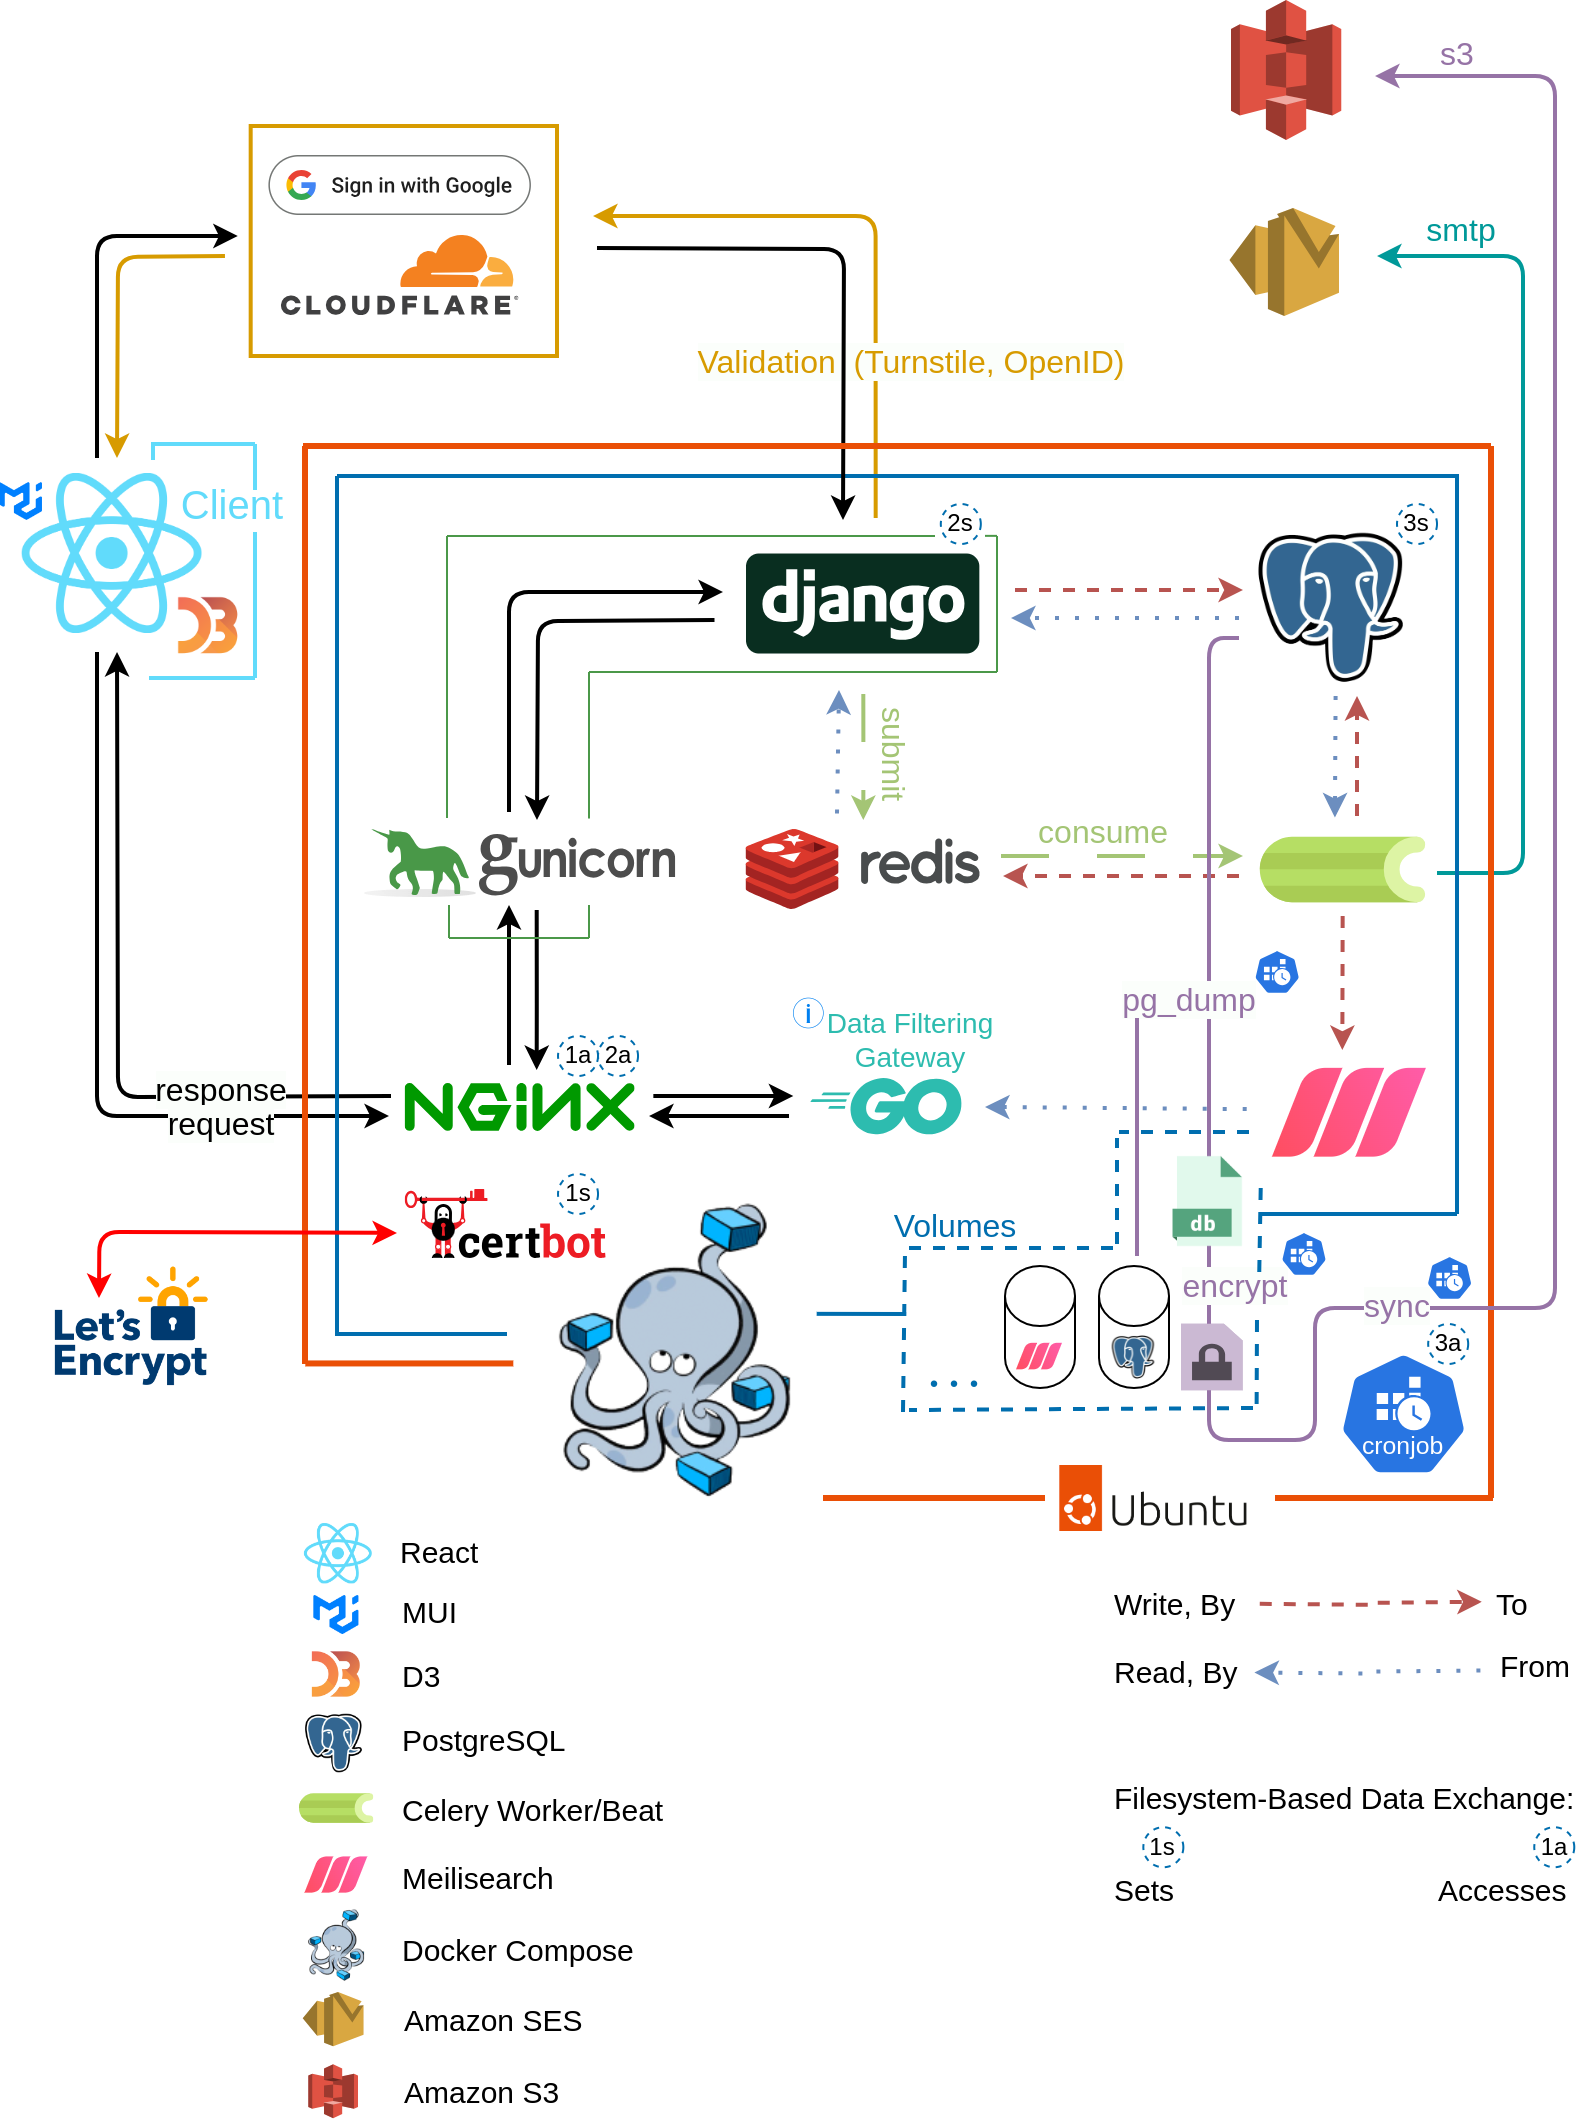 s3
Sign in with Google
smtp
CLOUDFLARE
Validation (Turnstile, OpenID)
Client
2s
3s
django
submit
gunicorn
redis
consume
pg_dump
Data Filtering
Gateway
1a
2a
NGiNX
GO
response
request
1s
certbot
db
Volumes
encrypt
sync
Let's
Encrypt
3a
cronjob
Ubuntu
React
MUI
Write, By
To
D3
Read, By
From
PostgreSQL
Filesystem-Based Data Exchange:
Celery Worker/Beat
1s
1a
Meilisearch
Sets
Accesses
Docker Compose
Amazon SES
Amazon S3